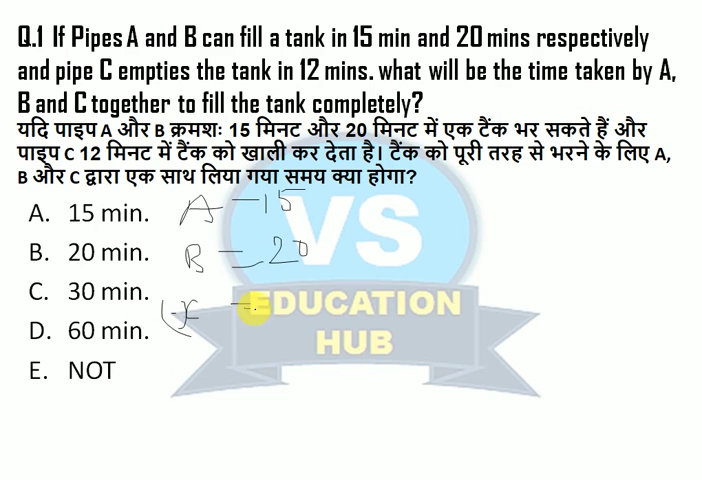 Q.1 If Pipes A and B can fill a tank in 15 min and 20 mins respectively
and pipe C empties the tank in 12 mins. what will be the time taken by A,
B and C together to fill the tank completely?
यदि पाइप A और B क्रमशः 15 मिनट और 20 मिनट में एक टैंक भर सकते हैं और
पाइप C 12 मिनट में टैंक को खाली कर देता है। टैंक को पूरी तरह से भरने के लिए A,
B और C द्वारा एक साथ लिया गया समय क्या होगा?
A. 15 min.
B. 20 min.
C. 30 min.
D. 60 min.
E. NOT
A - 15
B = 20
VS
EDUCATION
HUB